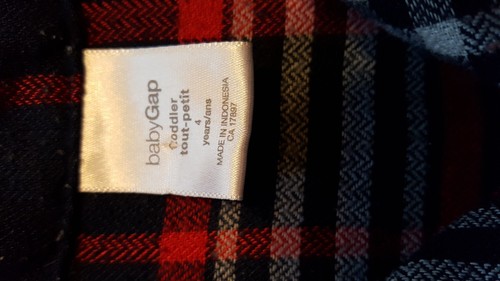 babyGap
toddler
tout-petit
4
years/ans
MADE IN INDONESIA
CA 17897